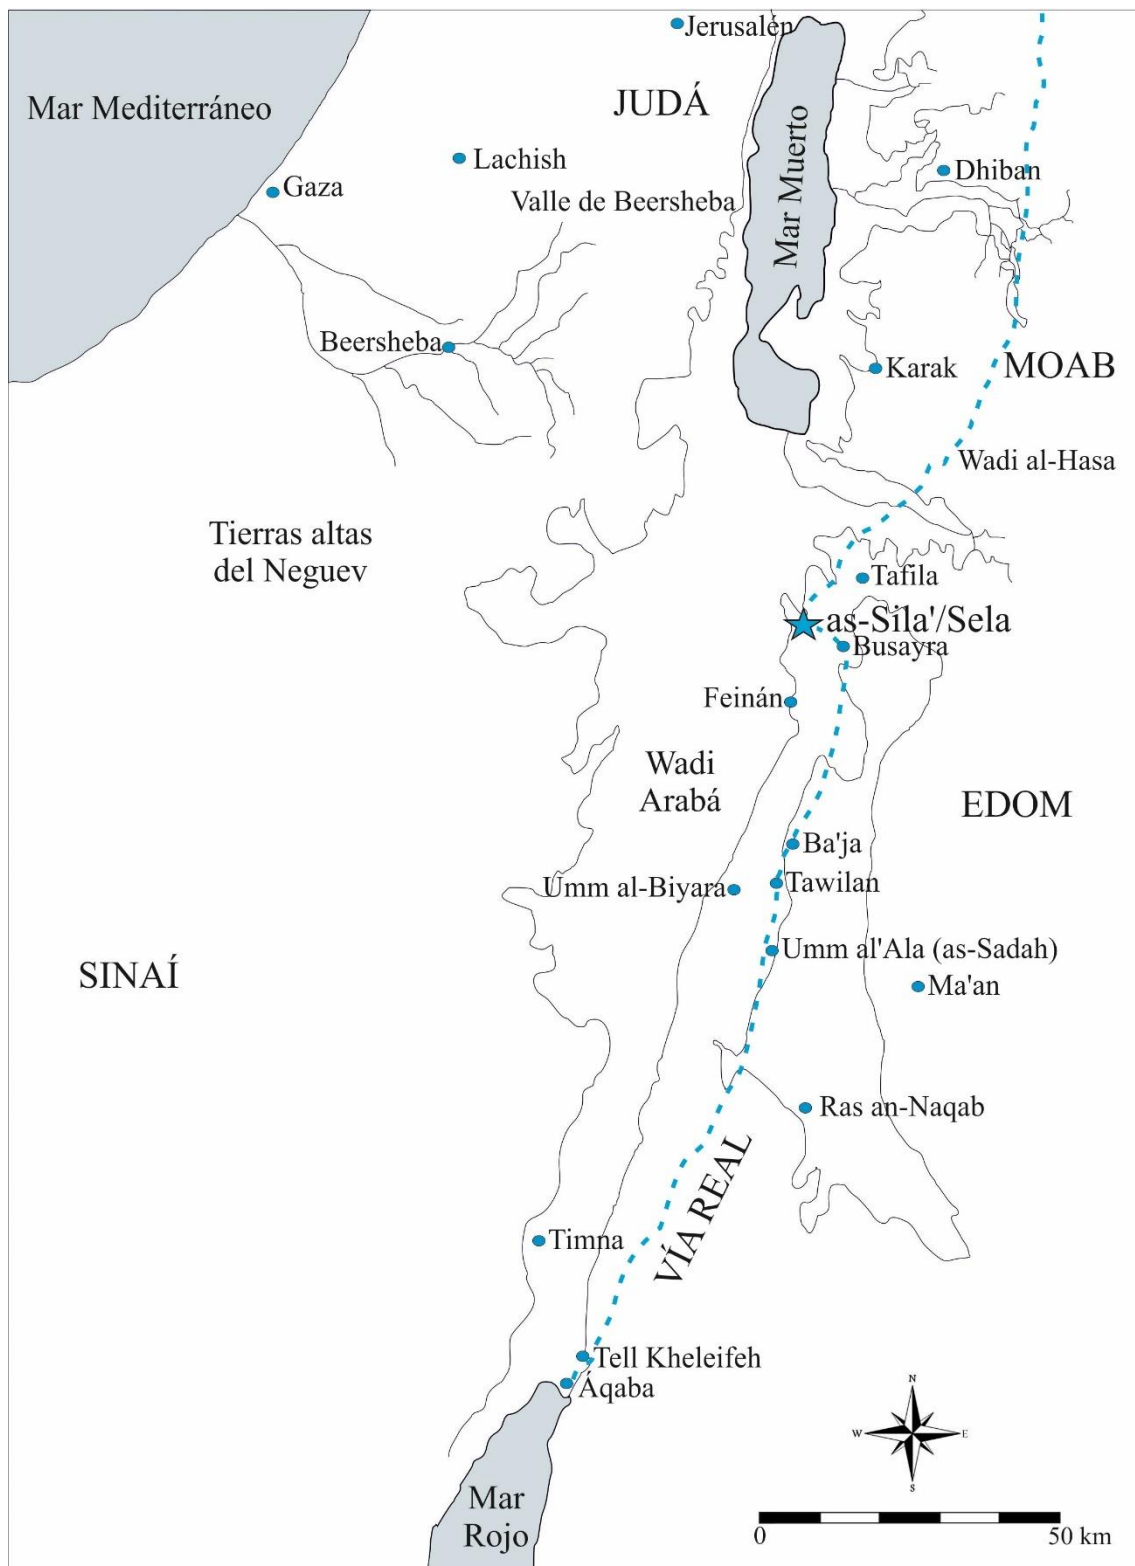 Jerusalén
Mar Mediterráneo
JUDÁ
Mar Muerto
Lachish
Dhiban
Gaza
Valle de Beersheba
Beersheba
Karak
MOAB
Wadi al-Hasa
Tierras altas
del Neguev
Tafila
as-Sila'/Sela
Busayra
Feinán
Wadi
Arabá
EDOM
Ba'ja
Umm al-Biyara
Tawilan
Umm al'Ala (as-Sadah)
SINAÍ
Ma'an
Ras an-Naqab
VÍA REAL
Timna
Tell Kheleifeh
Áqaba
N
W
E
S
Mar
Rojo
0
50 km